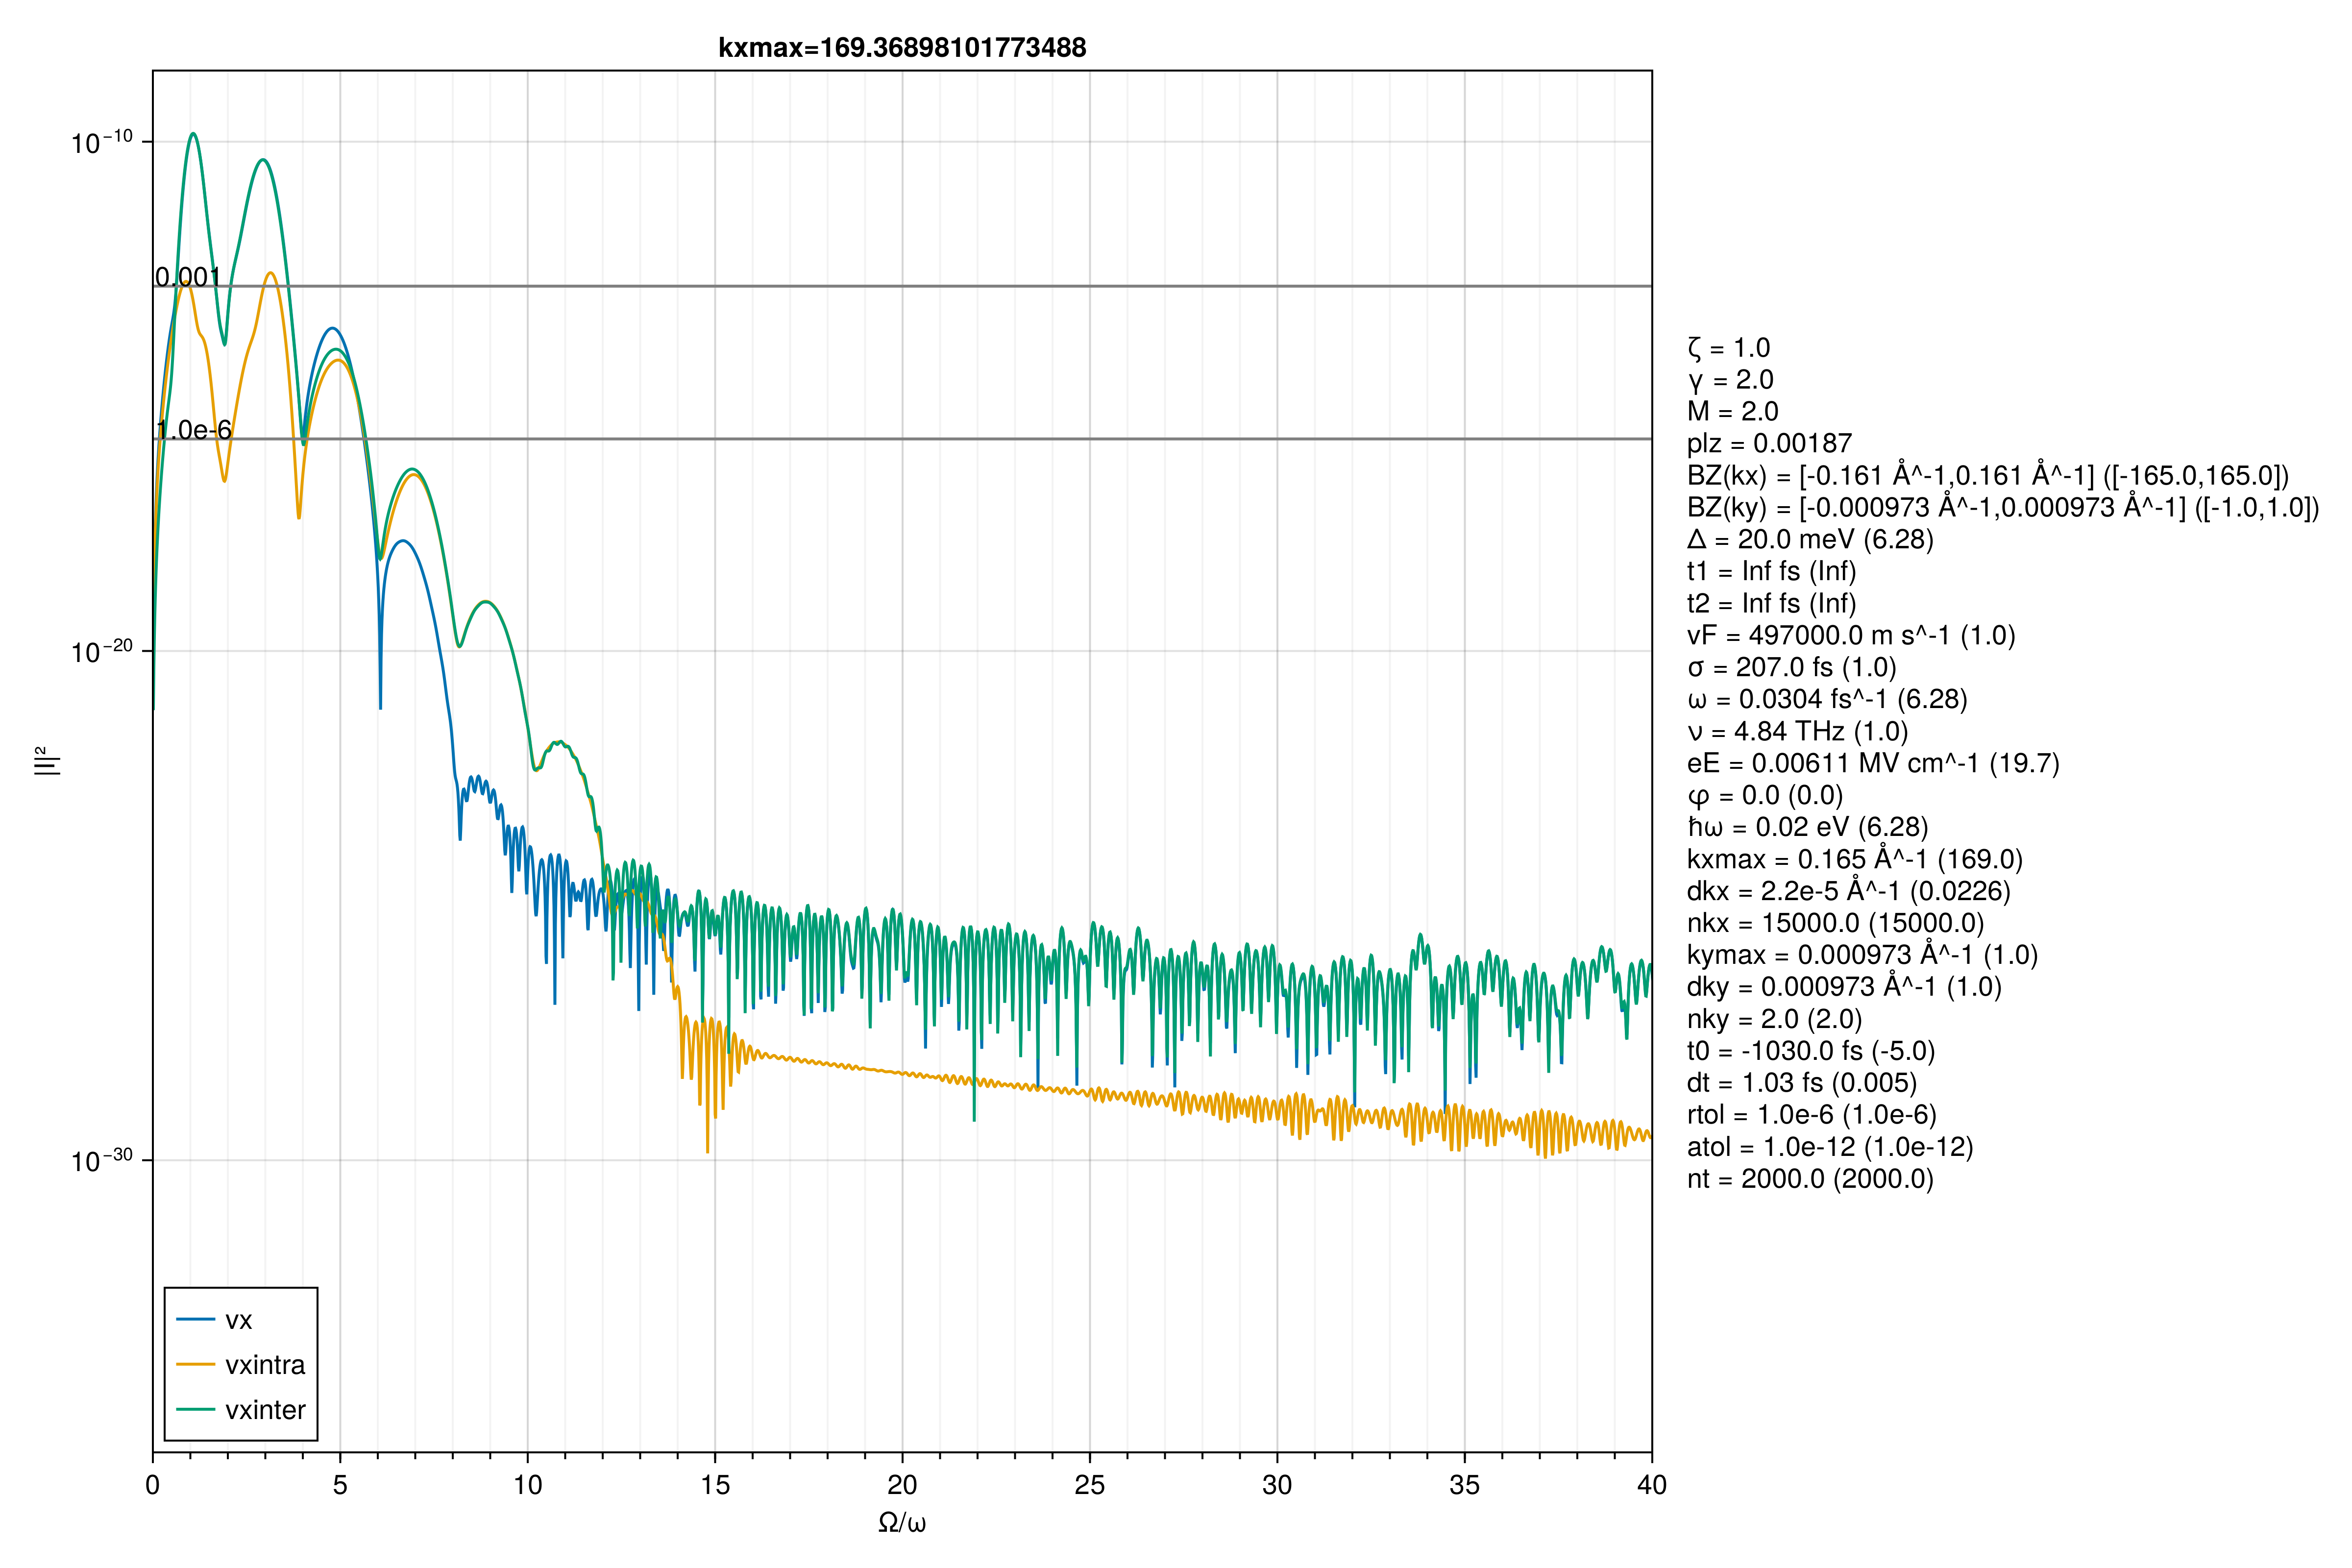 kxmax=169.36898101773488
10⁻¹⁰
0.001
1.0e-6
10⁻²⁰
10⁻³⁰
|I|²
vx
vxintra
vxinter
0 5 10 15 20 25 30 35 40
Ω/ω
ζ = 1.0
γ = 2.0
M = 2.0
plz = 0.00187
BZ(kx) = [-0.161 Å^-1,0.161 Å^-1] ([-165.0,165.0])
BZ(ky) = [-0.000973 Å^-1,0.000973 Å^-1] ([-1.0,1.0])
Δ = 20.0 meV (6.28)
t1 = Inf fs (Inf)
t2 = Inf fs (Inf)
vF = 497000.0 m s^-1 (1.0)
σ = 207.0 fs (1.0)
ω = 0.0304 fs^-1 (6.28)
ν = 4.84 THz (1.0)
eE = 0.00611 MV cm^-1 (19.7)
φ = 0.0 (0.0)
ħω = 0.02 eV (6.28)
kxmax = 0.165 Å^-1 (169.0)
dkx = 2.2e-5 Å^-1 (0.0226)
nkx = 15000.0 (15000.0)
kymax = 0.000973 Å^-1 (1.0)
dky = 0.000973 Å^-1 (1.0)
nky = 2.0 (2.0)
t0 = -1030.0 fs (-5.0)
dt = 1.03 fs (0.005)
rtol = 1.0e-6 (1.0e-6)
atol = 1.0e-12 (1.0e-12)
nt = 2000.0 (2000.0)